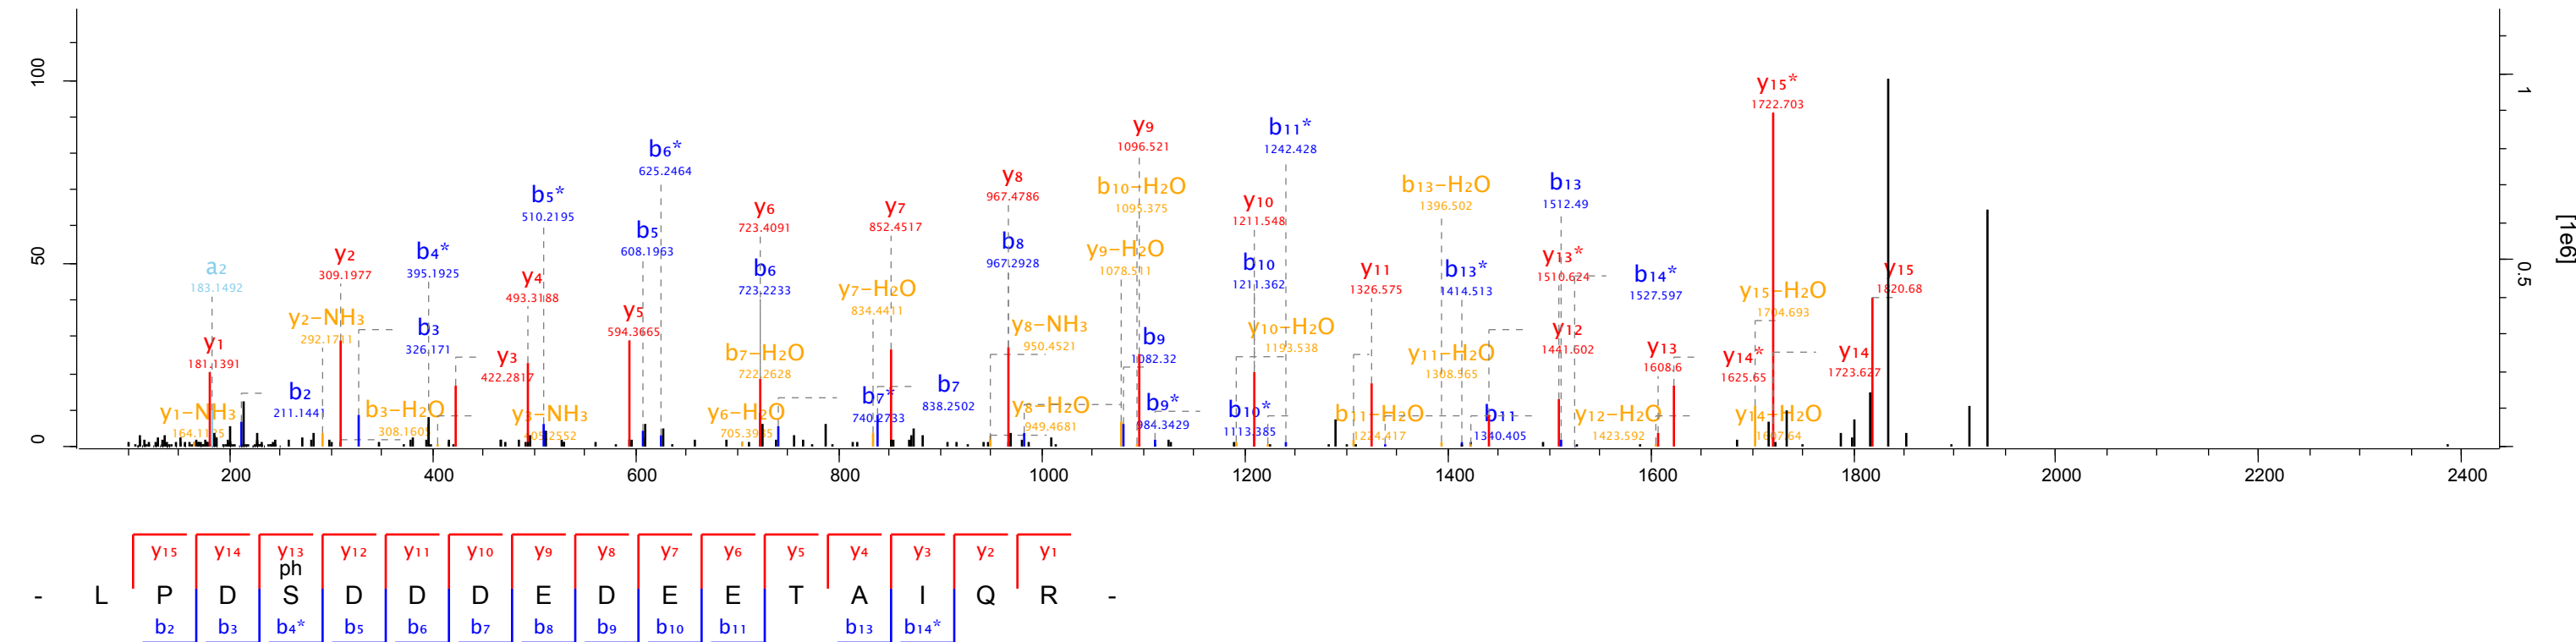 100
50
0
1
0.5
[1e6]
y15*
1722.703
y9
1096.521
b11*
1242.428
b6*
625.2464
y8
967.4786
b10-H2O
1095.375
b13-H2O
1396.502
b13
1512.49
b5*
510.2195
y6
723.4091
y7
852.4517
y10
1211.548
b5
608.1963
b4*
395.1925
y2
309.1977
b8
967.2928
y9-H2O
1078.511
y13*
1510.624
a2
183.1492
y4
493.3188
b6
723.2233
y7-H2O
834.4411
b10
1211.362
y11
1326.575
b13*
1414.513
b14*
1527.597
y15
1820.68
y15-H2O
1704.693
y2-NH3
292.1711
b3
326.171
y5
594.3665
y8-NH3
950.4521
y10-H2O
1193.538
y12
1441.602
y1
181.1391
y3
422.2817
b7-H2O
722.2628
b9
1082.32
y11-H2O
1308.565
y13
1608.6
y14*
1625.65
y14
1723.627
b2
211.1441
b7*
740.2733
b7
838.2502
y1-NH3
b3-H2O
308.1605
y3-NH3
y6-H2O
y8-H2O
949.4681
b9*
984.3429
b10*
1113.385
b11-H2O
1224.417
b11
1340.405
y12-H2O
1423.592
y14-H2O
200 400 600 800 1000 1200 1400 1600 1800 2000 2200 2400
y15 y14 y13 y12 y11 y10 y9 y8 y7 y6 y5 y4 y3 y2 y1
ph
- L P D S D D D E D E E T A I Q R -
b2 b3 b4* b5 b6 b7 b8 b9 b10 b11 b13 b14*